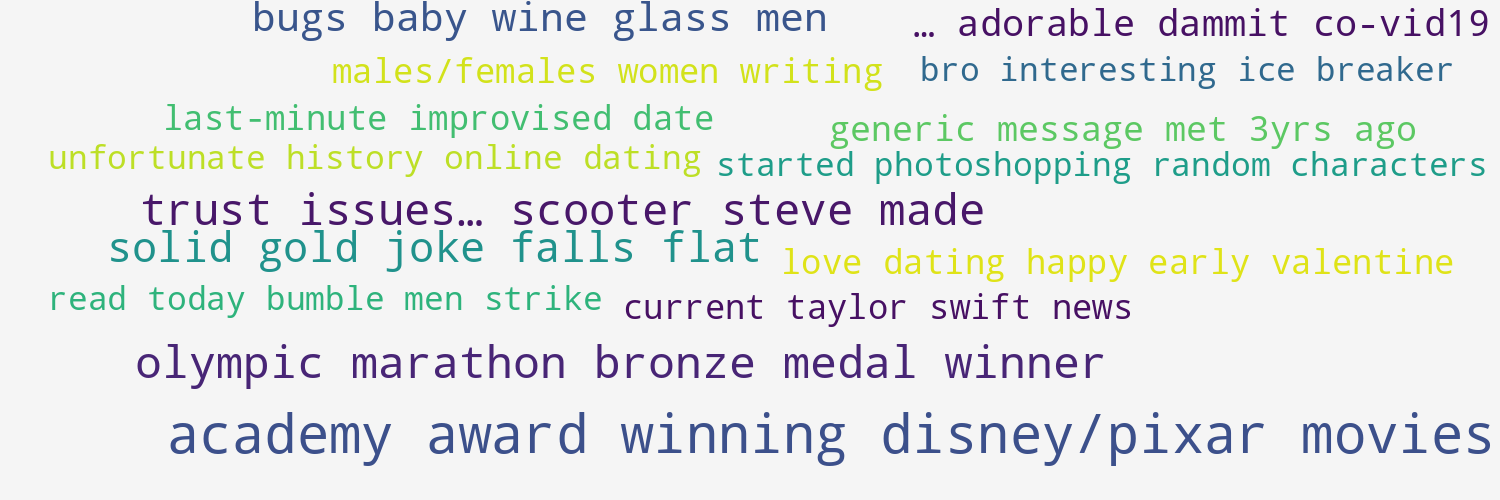 bugs baby wine glass men
… adorable dammit co-vid19
males/females women writing
bro interesting ice breaker
last-minute improvised date
generic message met 3yrs ago
unfortunate history online dating
started photoshopping random characters
trust issues… scooter steve made
solid gold joke falls flat
love dating happy early valentine
read today bumble men strike
current taylor swift news
olympic marathon bronze medal winner
academy award winning disney/pixar movies